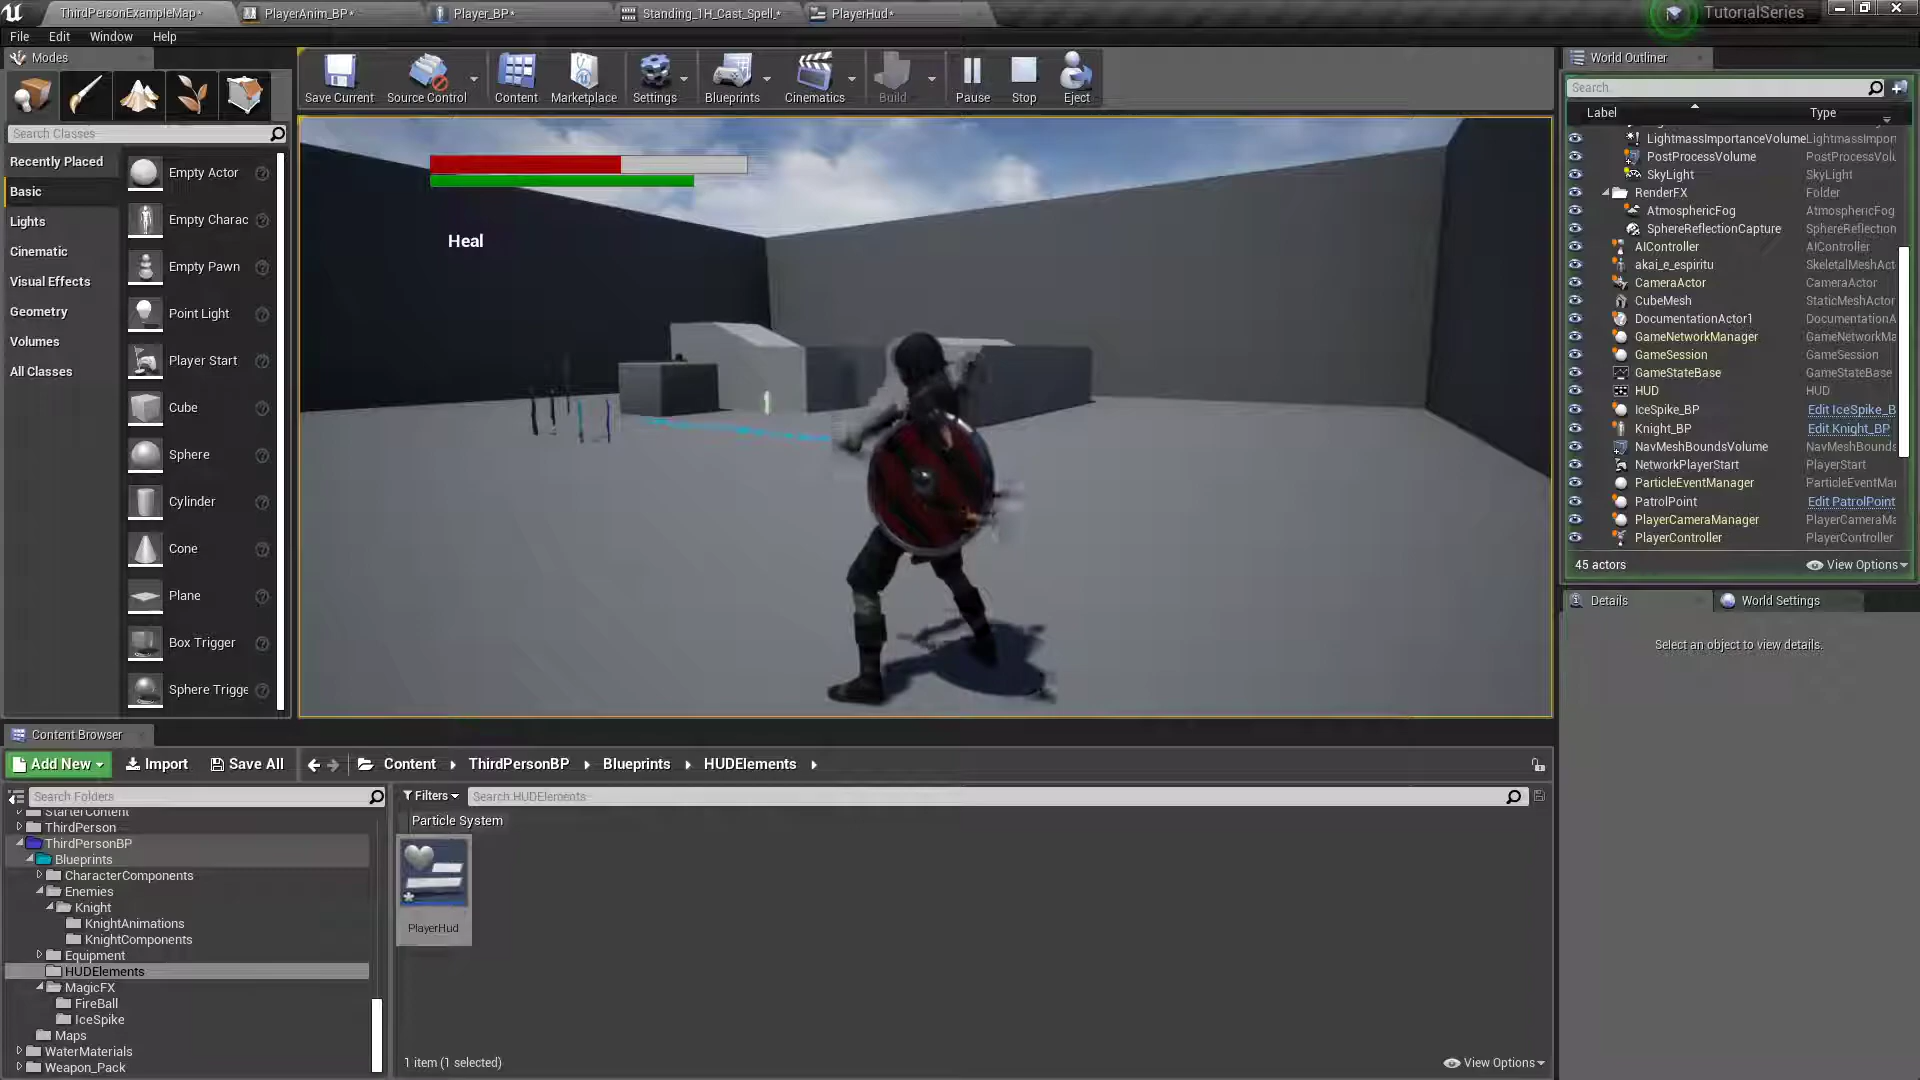 ThirdPersonExampleMap*
PlayerAnim_BP*
Player_BP*
Standing_1H_Cast_Spell_*
PlayerHud*
TutorialSeries
File Edit Window Help
Modes
Save Current
Source Control
Content
Marketplace
Settings
Blueprints
Cinematics
Build
Pause
Stop
Eject
Search Classes
Recently Placed
Basic
Lights
Cinematic
Visual Effects
Geometry
Volumes
All Classes
Empty Actor
Empty Charac
Empty Pawn
Point Light
Player Start
Cube
Sphere
Cylinder
Cone
Plane
Box Trigger
Sphere Trigge
Heal
World Outliner
Search
Label Type
LightmassImportanceVolume LightmassImpor
PostProcessVolume PostProcessVolu
SkyLight SkyLight
RenderFX Folder
AtmosphericFog AtmosphericFog
SphereReflectionCapture SphereReflection
AIController AIController
akai_e_espiritu SkeletalMeshAct
CameraActor CameraActor
CubeMesh StaticMeshActor
DocumentationActor1 DocumentationA
GameNetworkManager GameNetworkMa
GameSession GameSession
GameStateBase GameStateBase
HUD HUD
IceSpike_BP Edit IceSpike_B
Knight_BP Edit Knight_BP
NavMeshBoundsVolume NavMeshBounds
NetworkPlayerStart PlayerStart
ParticleEventManager ParticleEventMa
PatrolPoint Edit PatrolPoint
PlayerCameraManager PlayerCameraMa
PlayerController PlayerController
45 actors View Options
Details World Settings
Select an object to view details.
Content Browser
Add New Import Save All Content ThirdPersonBP Blueprints HUDElements
Search Folders
StarterContent
ThirdPerson
ThirdPersonBP
Blueprints
CharacterComponents
Enemies
Knight
KnightAnimations
KnightComponents
Equipment
HUDElements
MagicFX
FireBall
IceSpike
Maps
WaterMaterials
Weapon_Pack
Filters Search HUDElements
Particle System
PlayerHud
1 item (1 selected) View Options